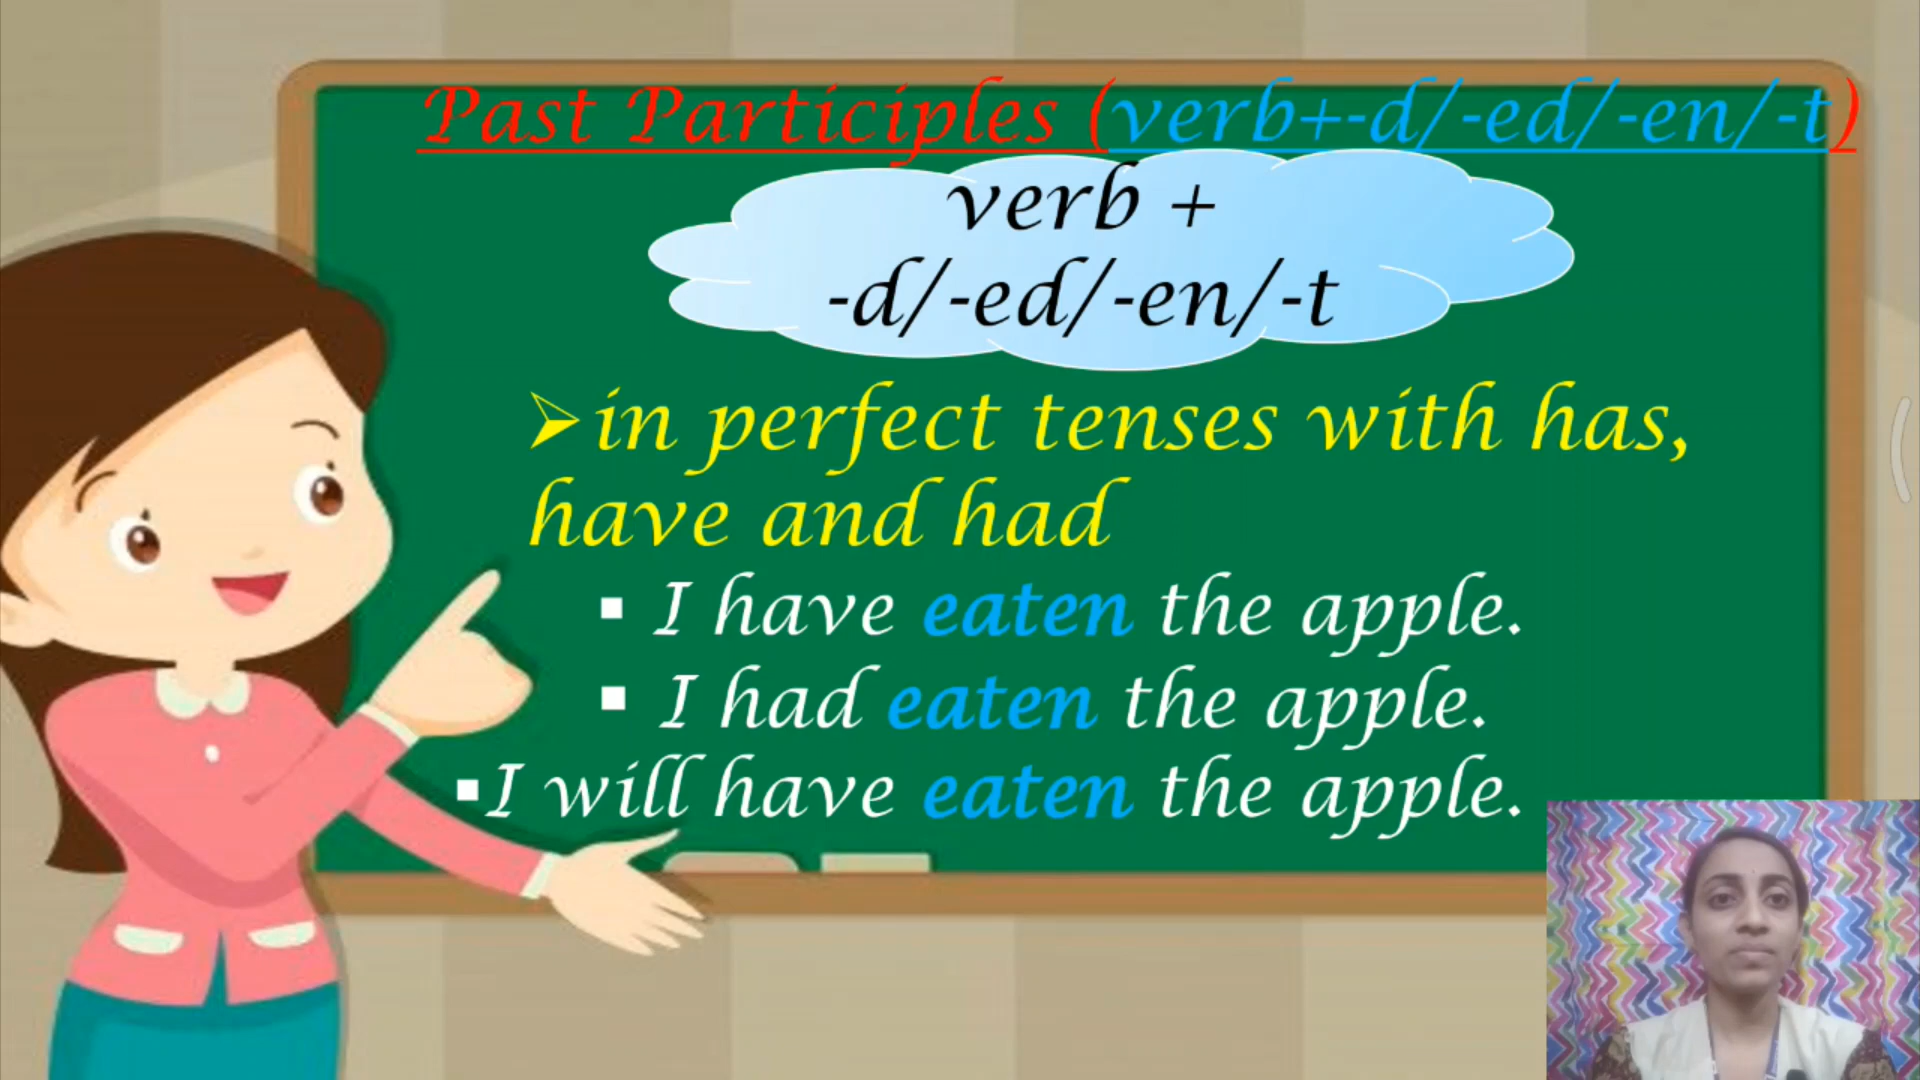 Past Participles (verb+-d/-ed/-en/-t)
verb +
-d/-ed/-en/-t
➢in perfect tenses with has,
have and had
▪ I have eaten the apple.
▪ I had eaten the apple.
▪I will have eaten the apple.